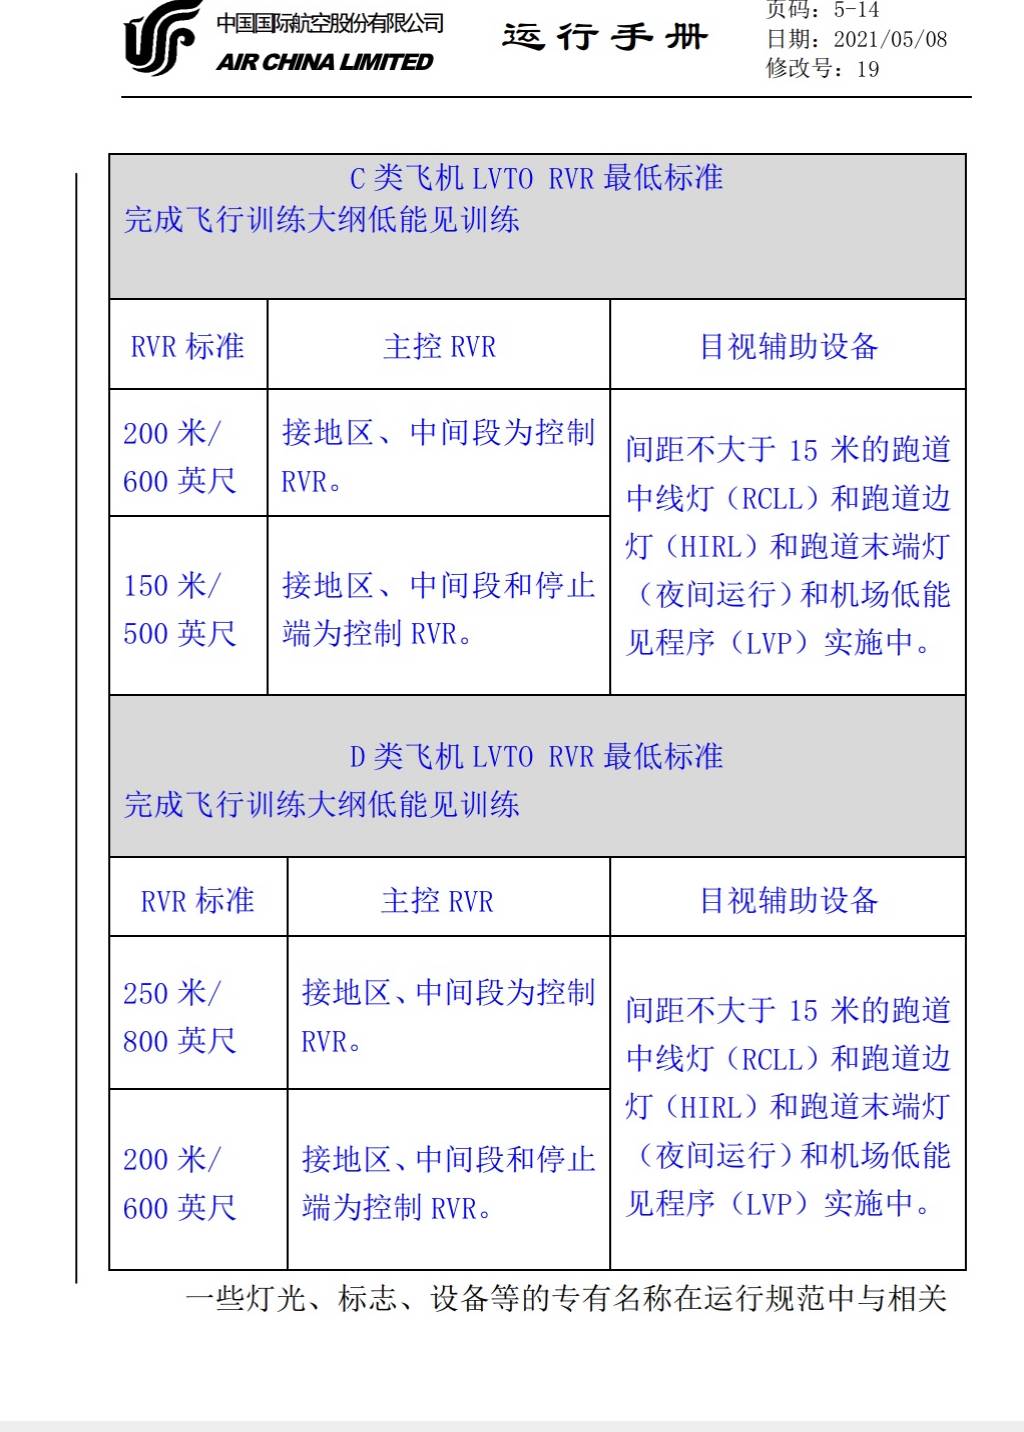 中国国际航空股份有限公司
AIR CHINA LIMITED
运行手册
页码：5-14
日期：2021/05/08
修改号：19
C 类飞机 LVTO RVR 最低标准
完成飞行训练大纲低能见训练
RVR 标准
主控 RVR
目视辅助设备
200 米/
600 英尺
接地区、中间段为控制
RVR。
150 米/
500 英尺
接地区、中间段和停止
端为控制 RVR。
间距不大于 15 米的跑道
中线灯（RCLL）和跑道边
灯（HIRL）和跑道末端灯
（夜间运行）和机场低能
见程序（LVP）实施中。
D 类飞机 LVTO RVR 最低标准
完成飞行训练大纲低能见训练
RVR 标准
主控 RVR
目视辅助设备
250 米/
800 英尺
接地区、中间段为控制
RVR。
200 米/
600 英尺
接地区、中间段和停止
端为控制 RVR。
间距不大于 15 米的跑道
中线灯（RCLL）和跑道边
灯（HIRL）和跑道末端灯
（夜间运行）和机场低能
见程序（LVP）实施中。
一些灯光、标志、设备等的专有名称在运行规范中与相关